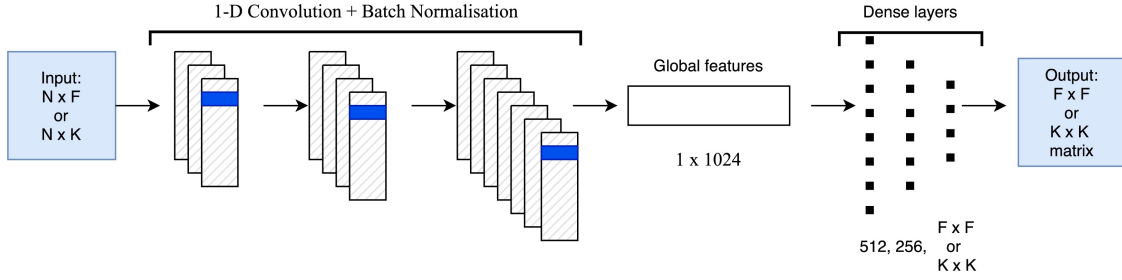 1-D Convolution + Batch Normalisation
Dense layers
Input:
N x F
or
N x K
Global features
1 x 1024
Output:
F x F
or
K x K
matrix
512, 256,
F x F
or
K x K